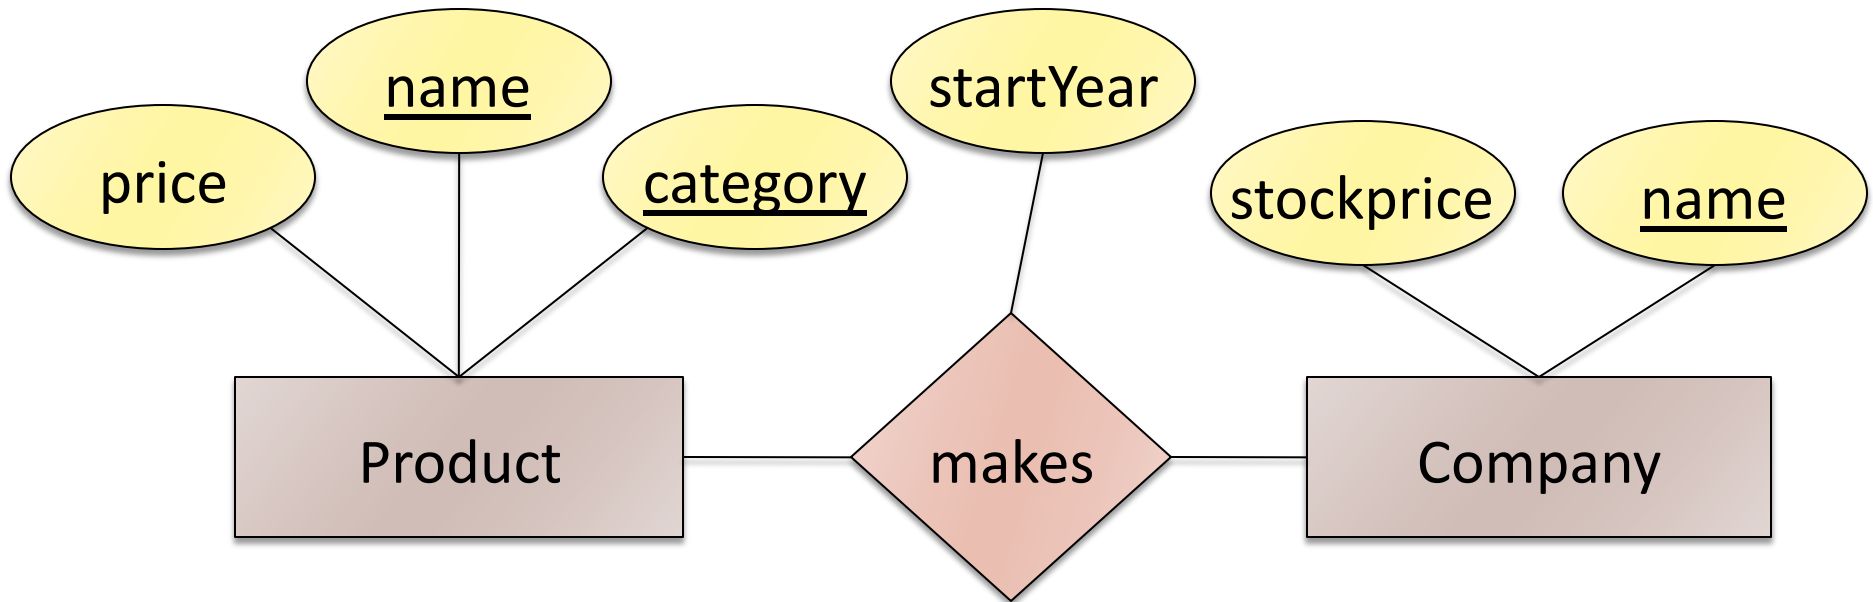 name
startYear
price
category
stockprice
name
Product
makes
Company